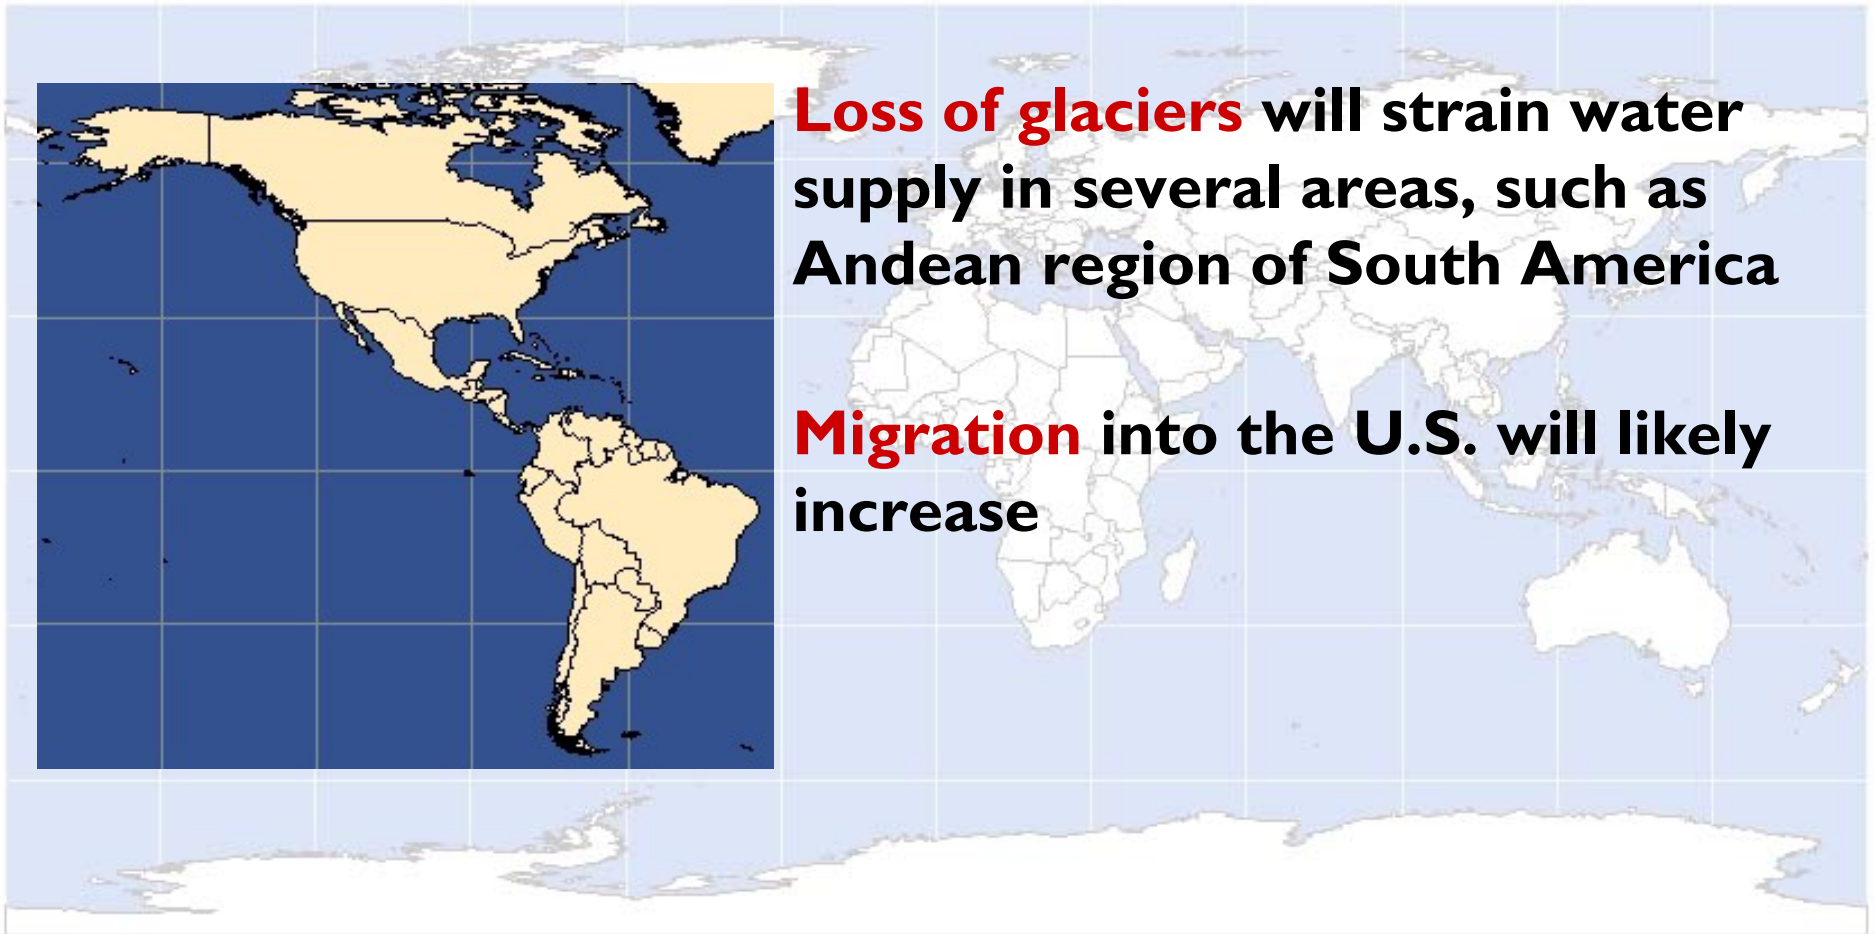 Loss of glaciers will strain water
supply in several areas, such as
Andean region of South America
Migration into the U.S. will likely
increase